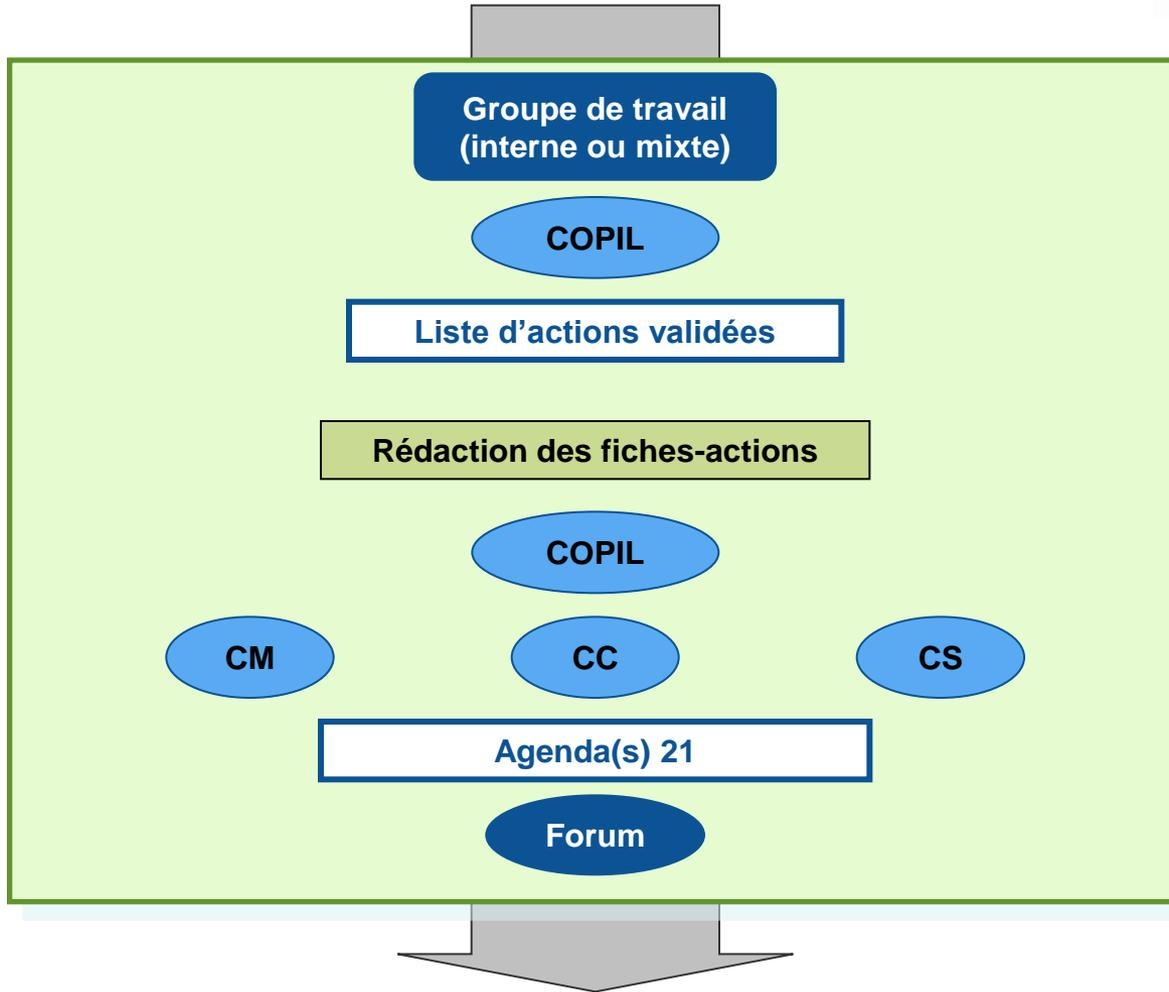 Groupe de travail
(interne ou mixte)
COPIL
Liste d’actions validées
Rédaction des fiches-actions
COPIL
CM
CC
CS
Agenda(s) 21
Forum